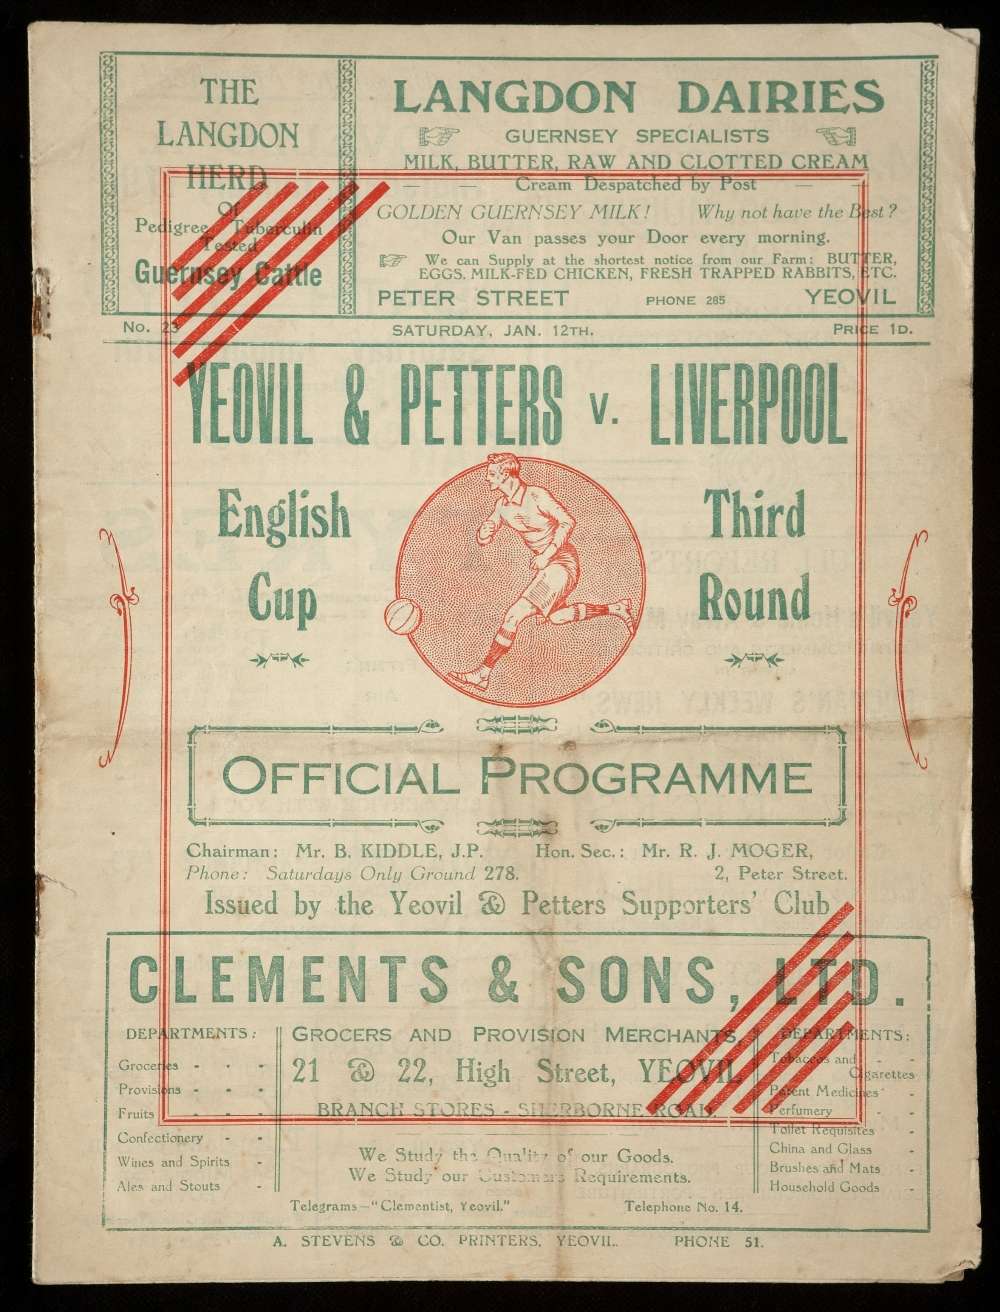 THE
LANGDON
HERD
Of
Pedigree Tuberculin
Tested
Guernsey Cattle
LANGDON DAIRIES
GUERNSEY SPECIALISTS
MILK, BUTTER, RAW AND CLOTTED CREAM
— — Cream Despatched by Post — —
GOLDEN GUERNSEY MILK! Why not have the Best?
Our Van passes your Door every morning.
We can Supply at the shortest notice from our Farm: BUTTER,
EGGS, MILK-FED CHICKEN, FRESH TRAPPED RABBITS, ETC.
PETER STREET PHONE 285 YEOVIL
No. 23 SATURDAY, JAN. 12TH. PRICE 1D.
YEOVIL & PETTERS v. LIVERPOOL
English
Cup
Third
Round
OFFICIAL PROGRAMME
Chairman: Mr. B. KIDDLE, J.P. Hon. Sec.: Mr. R. J. MOGER,
Phone: Saturdays Only Ground 278. 2, Peter Street.
Issued by the Yeovil & Petters Supporters' Club
CLEMENTS & SONS, LTD.
DEPARTMENTS:
Groceries - - -
Provisions - - -
Fruits - - -
Confectionery - -
Wines and Spirits -
Ales and Stouts -
GROCERS AND PROVISION MERCHANTS,
21 & 22, High Street, YEOVIL
BRANCH STORES - SHERBORNE ROAD.
We Study the Quality of our Goods.
We Study our Customers Requirements.
Telegrams—"Clementist, Yeovil." Telephone No. 14.
DEPARTMENTS:
Tobaccos and - -
Cigarettes
Patent Medicines -
Perfumery - -
Toilet Requisites -
China and Glass -
Brushes and Mats -
Household Goods -
A. STEVENS & CO. PRINTERS, YEOVIL. PHONE 51.